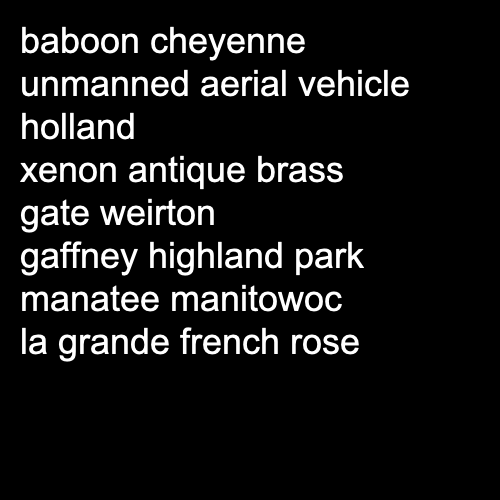 baboon cheyenne
unmanned aerial vehicle
holland
xenon antique brass
gate weirton
gaffney highland park
manatee manitowoc
la grande french rose